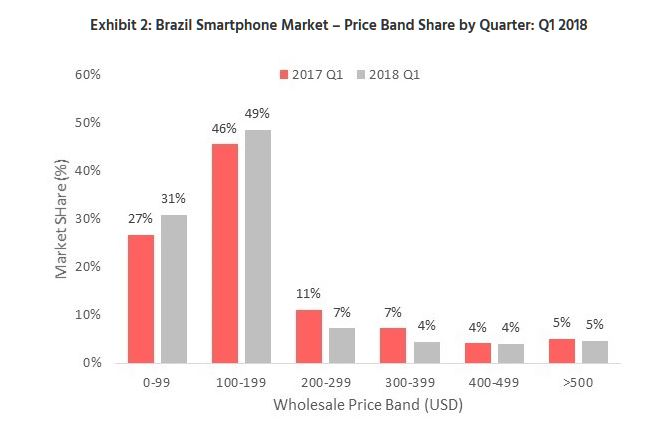 Exhibit 2: Brazil Smartphone Market – Price Band Share by Quarter: Q1 2018
2017 Q1 2018 Q1
Market SHare (%)
60%
50%
40%
30%
20%
10%
0%
27% 31%
46% 49%
11% 7%
7% 4%
4% 4%
5% 5%
0-99 100-199 200-299 300-399 400-499 >500
Wholesale Price Band (USD)